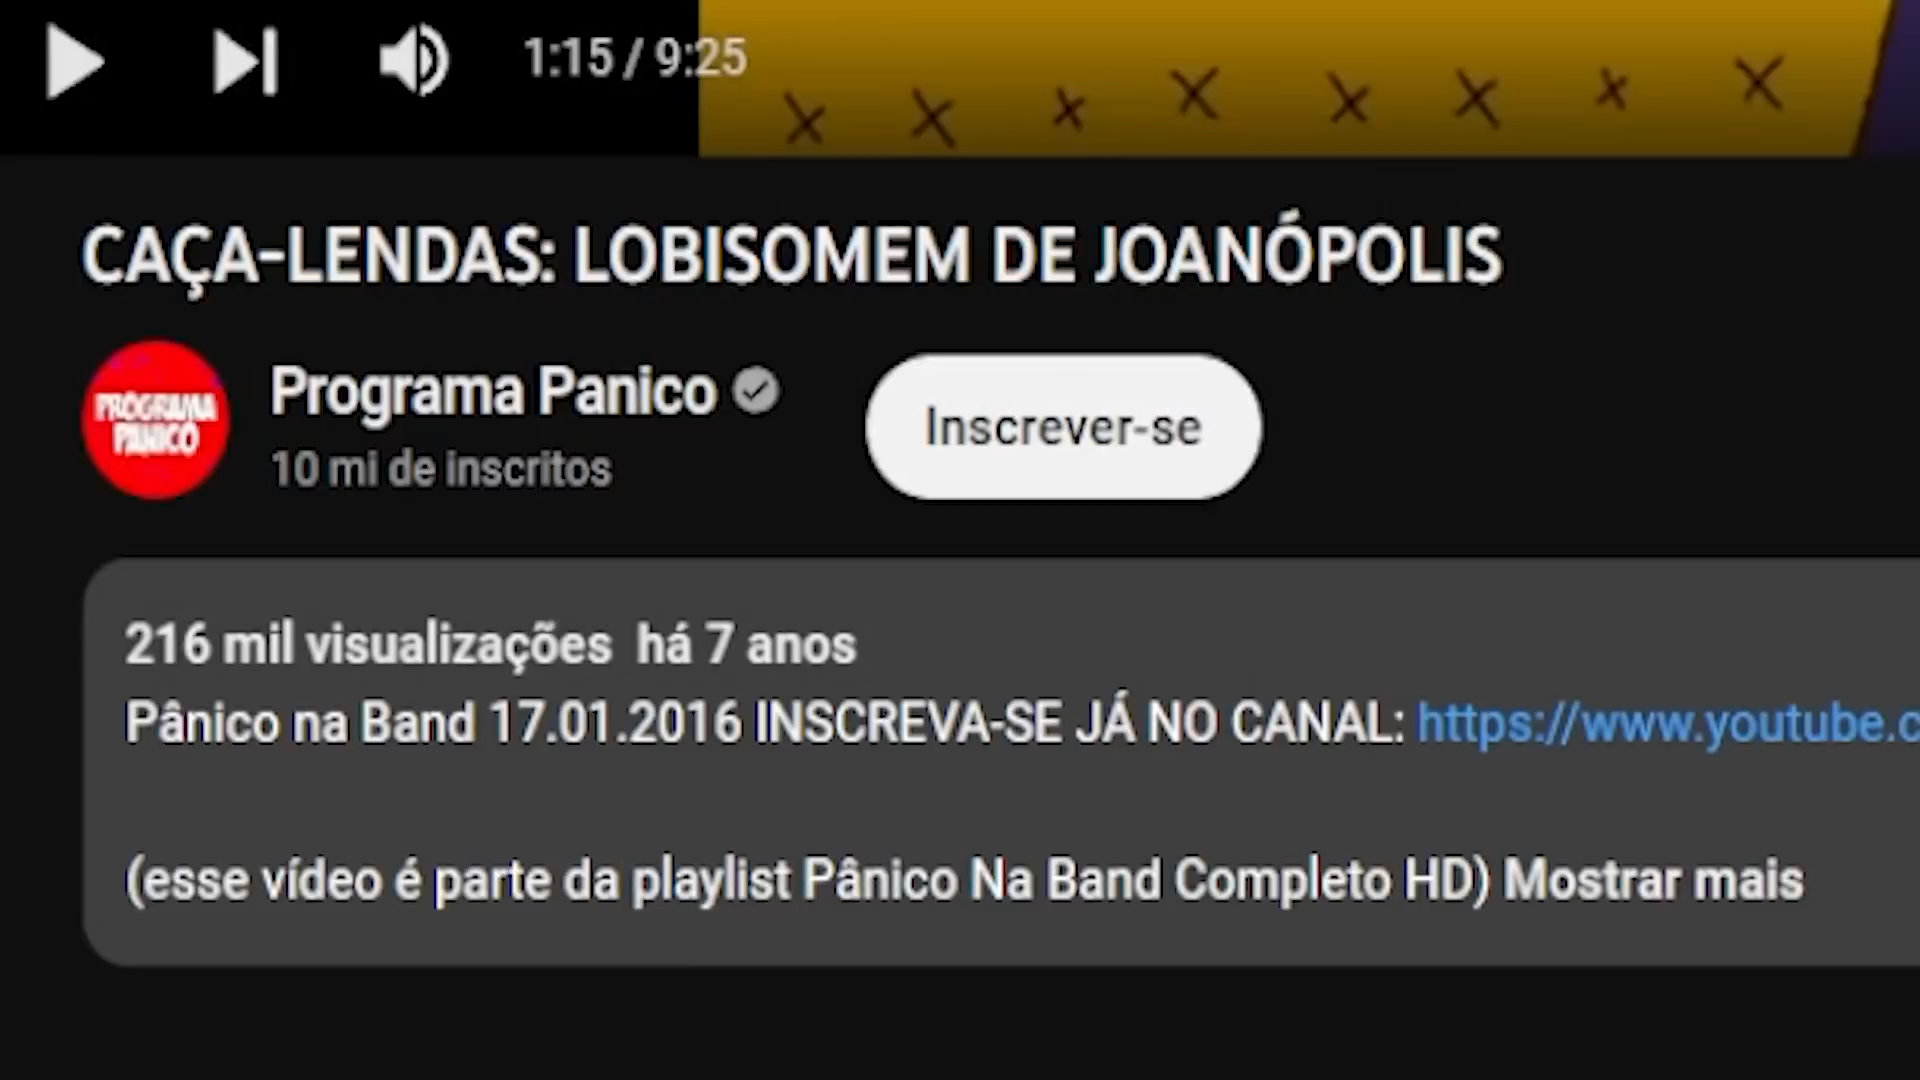 1:15 / 9:25
CAÇA-LENDAS: LOBISOMEM DE JOANÓPOLIS
PROGRAMA
PANICO
Programa Panico
10 mi de inscritos
Inscrever-se
216 mil visualizações há 7 anos
Pânico na Band 17.01.2016 INSCREVA-SE JÁ NO CANAL: https://www.youtube.c
(esse vídeo é parte da playlist Pânico Na Band Completo HD) Mostrar mais